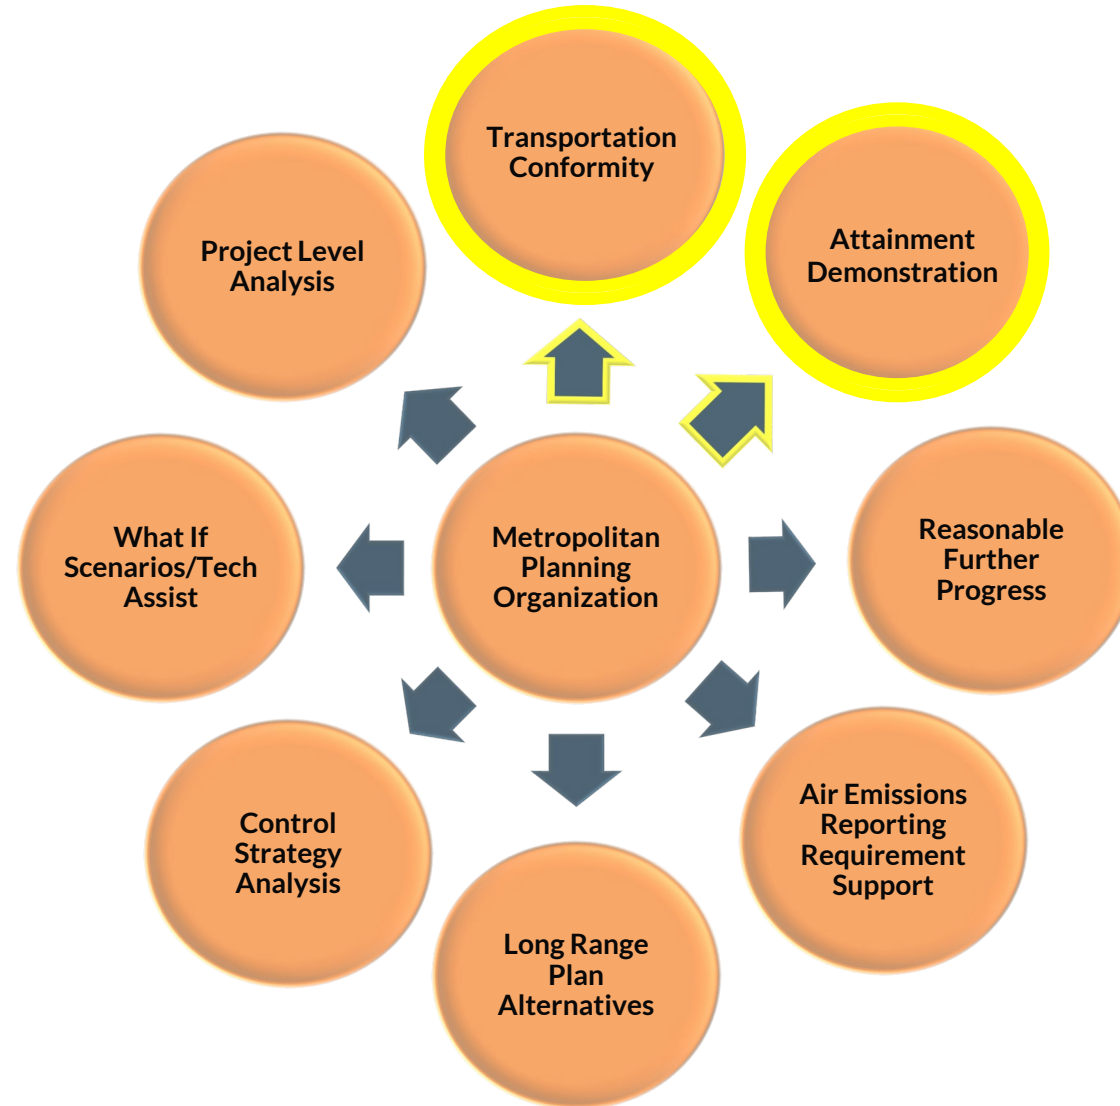 Transportation
Conformity
Attainment
Demonstration
Project Level
Analysis
Metropolitan
Planning
Organization
Reasonable
Further
Progress
What If
Scenarios/Tech
Assist
Air Emissions
Reporting
Requirement
Support
Control
Strategy
Analysis
Long Range
Plan
Alternatives